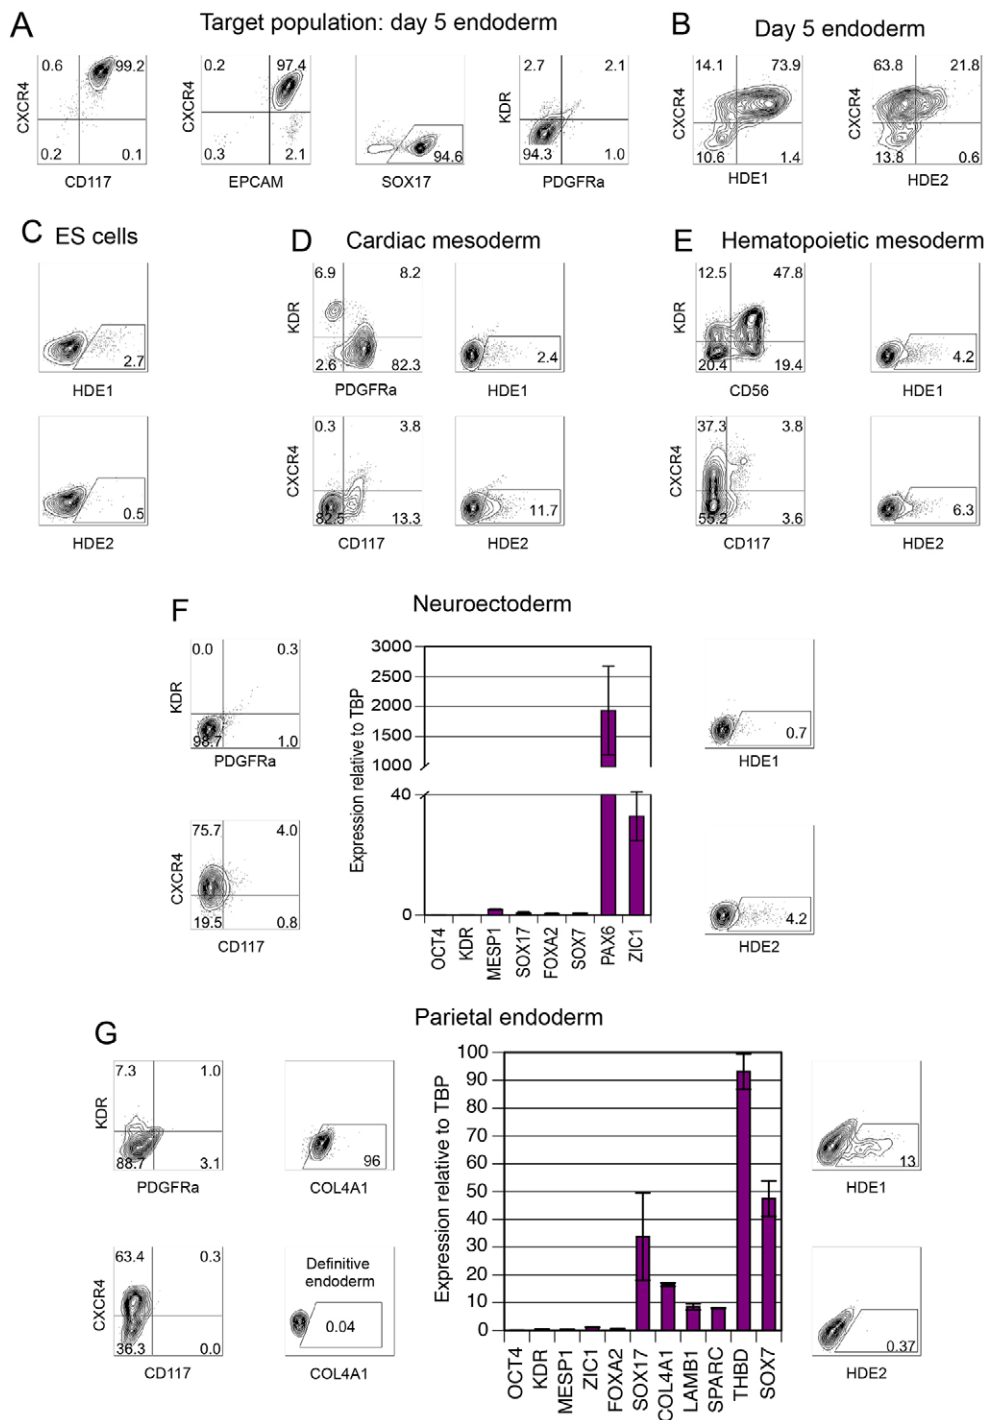 A
Target population: day 5 endoderm
0.6 99.2
0.2 0.1
CXCR4
CD117
0.2 97.4
0.3 2.1
CXCR4
EPCAM
94.6
SOX17
2.7 2.1
94.3 1.0
KDR
PDGFRa
B
Day 5 endoderm
14.1 73.9
10.6 1.4
CXCR4
HDE1
63.8 21.8
13.8 0.6
CXCR4
HDE2
C
ES cells
2.7
HDE1
0.5
HDE2
D
Cardiac mesoderm
6.9 8.2
2.6 82.3
KDR
PDGFRa
2.4
HDE1
0.3 3.8
82.5 13.3
CXCR4
CD117
11.7
HDE2
E
Hematopoietic mesoderm
12.5 47.8
20.4 19.4
KDR
CD56
4.2
HDE1
37.3 3.8
55.2 3.6
CXCR4
CD117
6.3
HDE2
F
Neuroectoderm
0.0 0.3
98.7 1.0
KDR
PDGFRa
75.7 4.0
19.5 0.8
CXCR4
CD117
Expression relative to TBP
3000
2500
2000
1500
1000
40
0
OCT4
KDR
MESP1
SOX17
FOXA2
SOX7
PAX6
ZIC1
0.7
HDE1
4.2
HDE2
G
Parietal endoderm
7.3 1.0
88.7 3.1
KDR
PDGFRa
96
COL4A1
63.4 0.3
36.3 0.0
CXCR4
CD117
Definitive
endoderm
0.04
COL4A1
Expression relative to TBP
100
90
80
70
60
50
40
30
20
10
0
OCT4
KDR
MESP1
ZIC1
FOXA2
SOX17
COL4A1
LAMB1
SPARC
THBD
SOX7
13
HDE1
0.37
HDE2